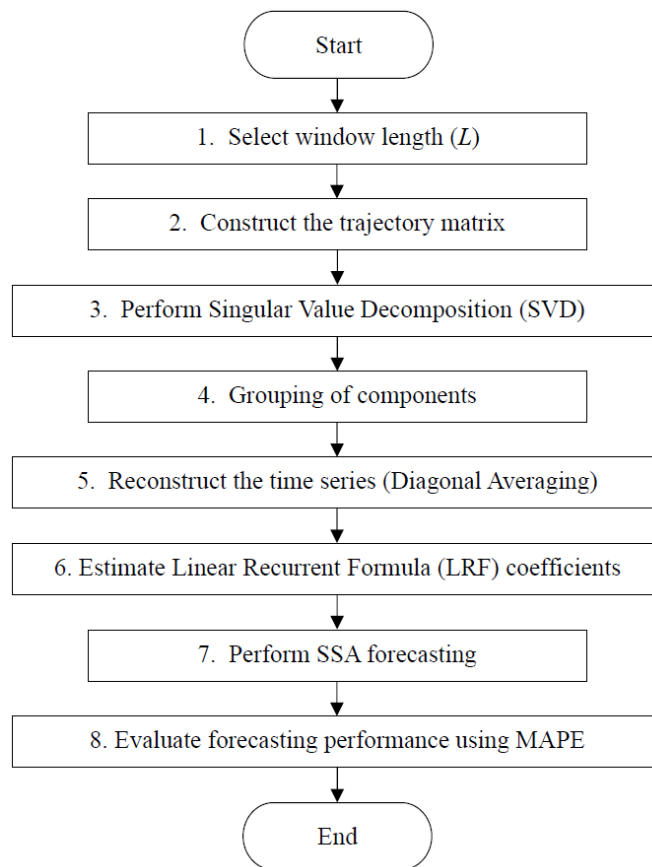 Start
1. Select window length (L)
2. Construct the trajectory matrix
3. Perform Singular Value Decomposition (SVD)
4. Grouping of components
5. Reconstruct the time series (Diagonal Averaging)
6. Estimate Linear Recurrent Formula (LRF) coefficients
7. Perform SSA forecasting
8. Evaluate forecasting performance using MAPE
End